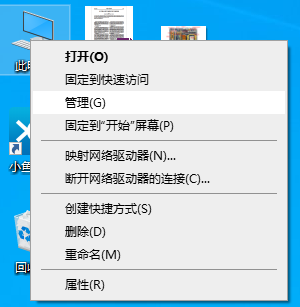 打开(O)
固定到快速访问
管理(G)
固定到“开始”屏幕(P)
映射网络驱动器(N)...
断开网络驱动器的连接(C)...
创建快捷方式(S)
删除(D)
重命名(M)
属性(R)
此
小鱼
回收